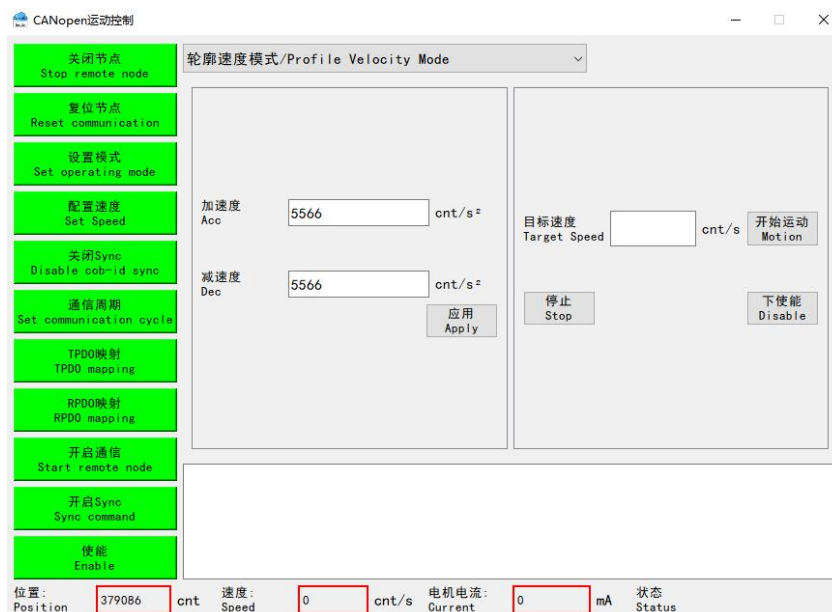 CANopen运动控制
关闭节点
Stop remote node
复位节点
Reset communication
设置模式
Set operating mode
配置速度
Set Speed
关闭Sync
Disable cob-id sync
通信周期
Set communication cycle
TPDO映射
TPDO mapping
RPDO映射
RPDO mapping
开启通信
Start remote node
开启Sync
Sync command
使能
Enable
轮廓速度模式/Profile Velocity Mode
加速度
Acc
5566
cnt/s²
减速度
Dec
5566
cnt/s²
应用
Apply
目标速度
Target Speed
cnt/s
开始运动
Motion
停止
Stop
下使能
Disable
位置:
Position
379086
cnt
速度:
Speed
0
cnt/s
电机电流:
Current
0
mA
状态
Status